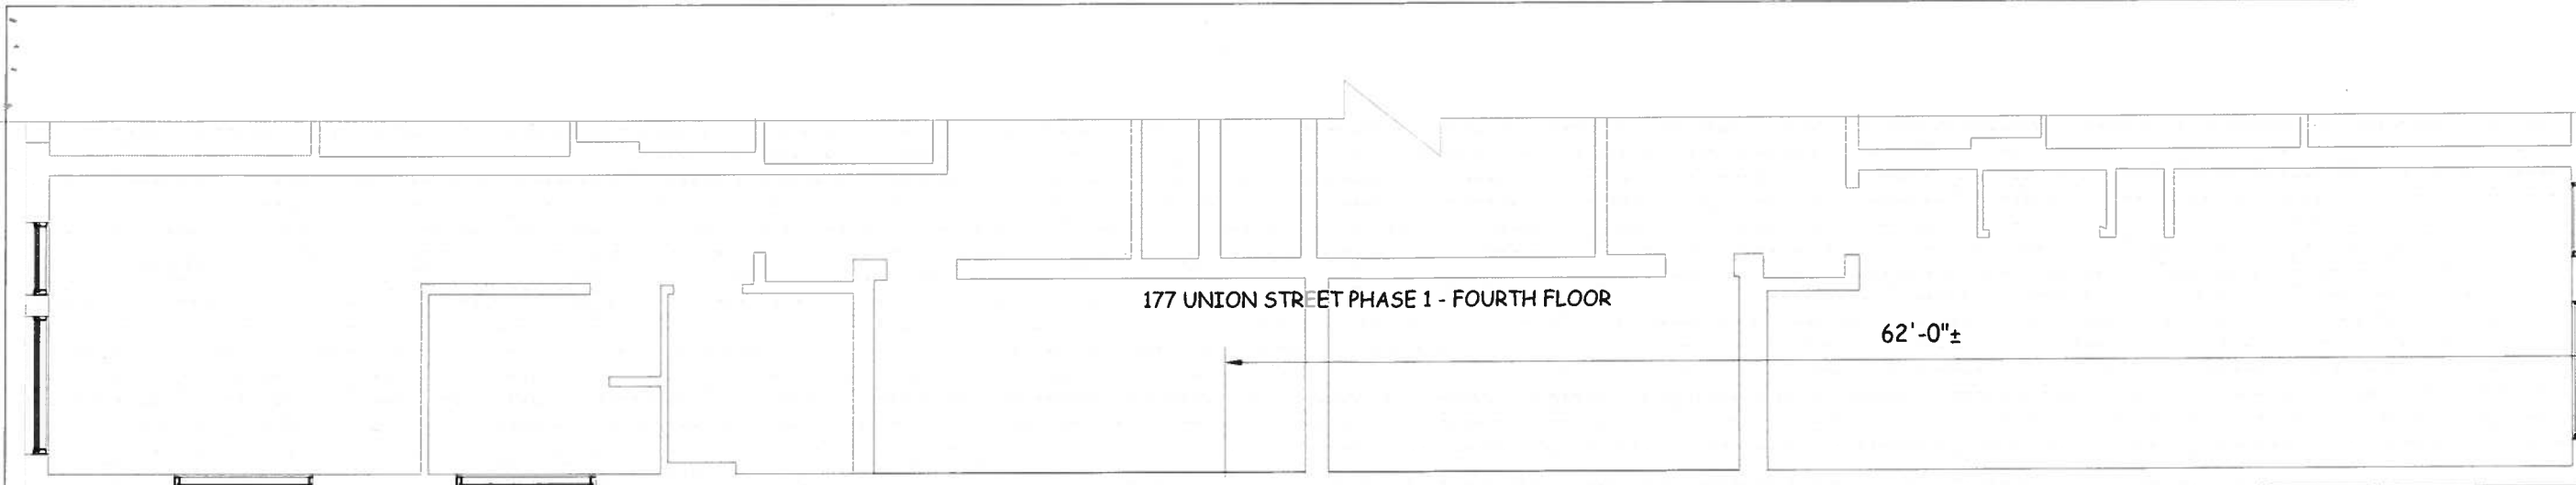 177 UNION STREET PHASE 1 - FOURTH FLOOR
62'-0"±